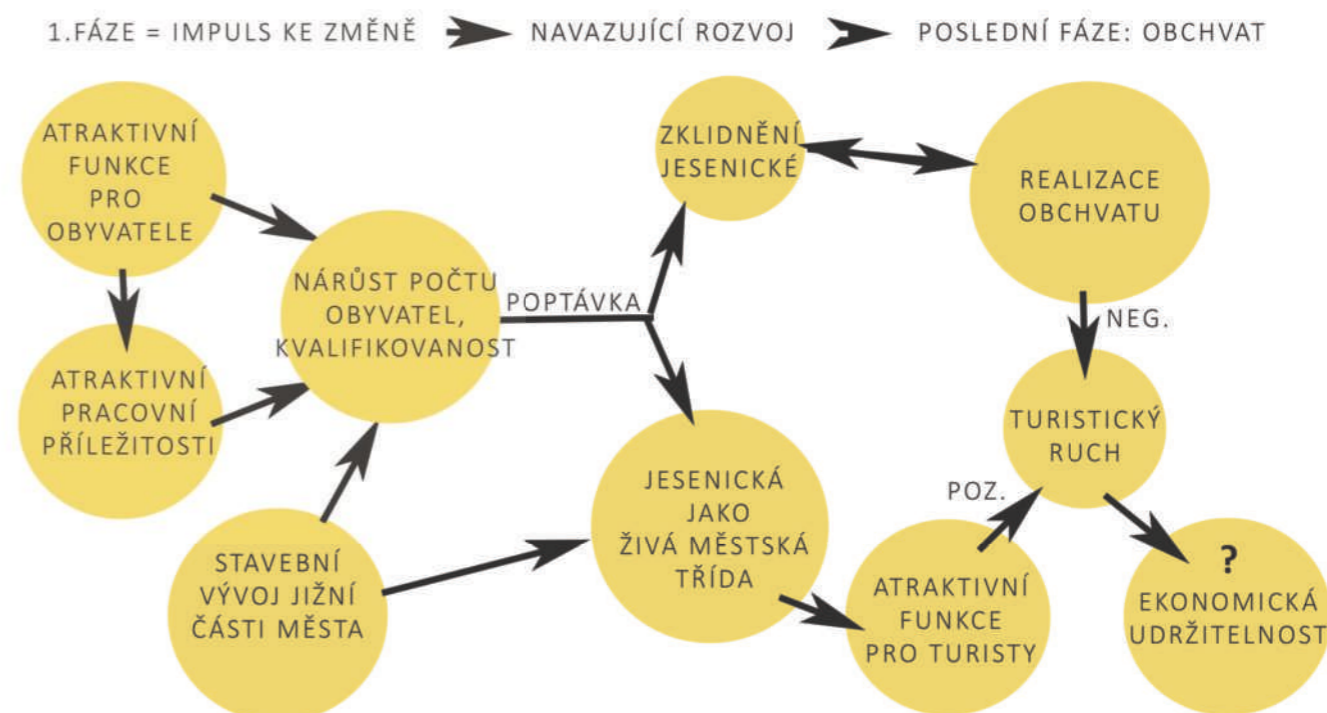 1.FÁZE = IMPULS KE ZMĚNĚ
NAVAZUJÍCÍ ROZVOJ
POSLEDNÍ FÁZE: OBCHVAT
ATRAKTIVNÍ
FUNKCE
PRO
OBYVATELE
ATRAKTIVNÍ
PRACOVNÍ
PŘÍLEŽITOSTI
NÁRŮST POČTU
OBYVATEL,
KVALIFIKOVANOST
STAVEBNÍ
VÝVOJ JIŽNÍ
ČÁSTI MĚSTA
POPTÁVKA
ZKLIDNĚNÍ
JESENICKÉ
JESENICKÁ
JAKO
ŽIVÁ MĚSTSKÁ
TŘÍDA
REALIZACE
OBCHVATU
NEG.
TURISTICKÝ
RUCH
POZ.
ATRAKTIVNÍ
FUNKCE
PRO TURISTY
?
EKONOMICKÁ
UDRŽITELNOST